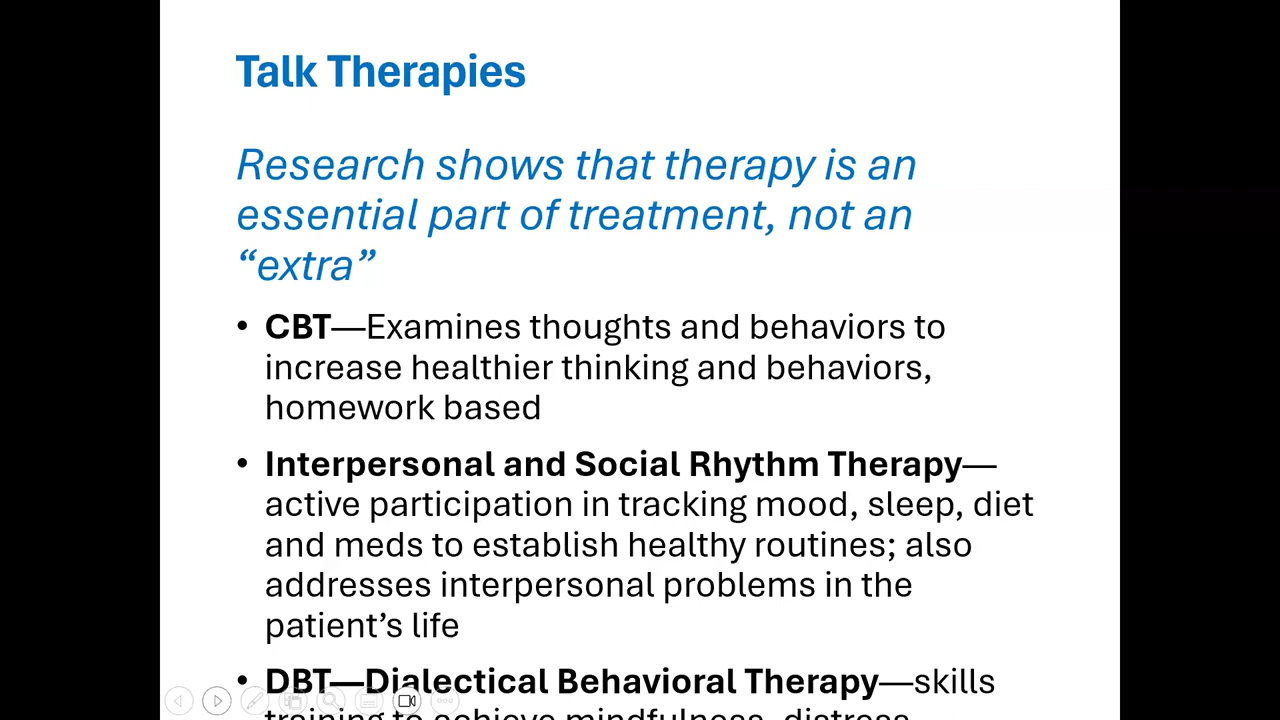 Talk Therapies
Research shows that therapy is an
essential part of treatment, not an
“extra”
• CBT—Examines thoughts and behaviors to
increase healthier thinking and behaviors,
homework based
• Interpersonal and Social Rhythm Therapy—
active participation in tracking mood, sleep, diet
and meds to establish healthy routines; also
addresses interpersonal problems in the
patient’s life
• DBT—Dialectical Behavioral Therapy—skills
training to achieve mindfulness, distress